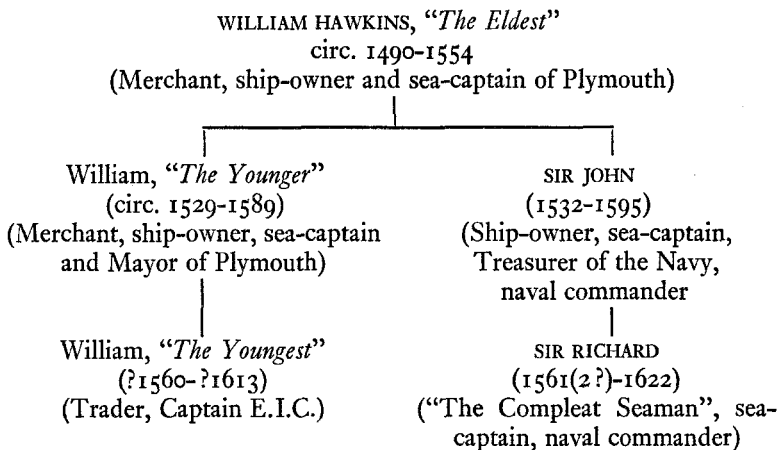 WILLIAM HAWKINS, "The Eldest"
circ. 1490-1554
(Merchant, ship-owner and sea-captain of Plymouth)
William, "The Younger"
(circ. 1529-1589)
(Merchant, ship-owner, sea-captain
and Mayor of Plymouth)
SIR JOHN
(1532-1595)
(Ship-owner, sea-captain,
Treasurer of the Navy,
naval commander
William, "The Youngest"
(?1560-?1613)
(Trader, Captain E.I.C.)
SIR RICHARD
(1561(2?)-1622)
("The Compleat Seaman", sea-
captain, naval commander)